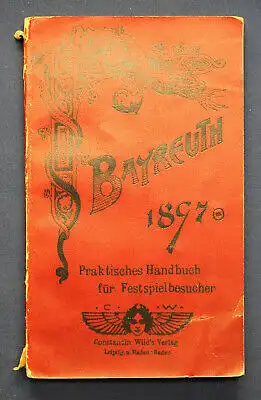 BAYREUTH
1897
Praktisches Handbuch
für Festspielbesucher
C. W.
Constantin Wild's Verlag
Leipzig u. Baden-Baden